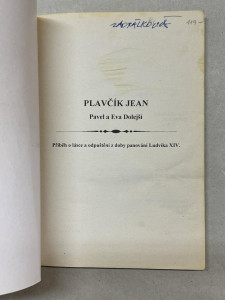 PLAVČÍK JEAN
Pavel a Eva Dolejší
Příběh o lásce a odpuštění z doby panování Ludvíka XIV.